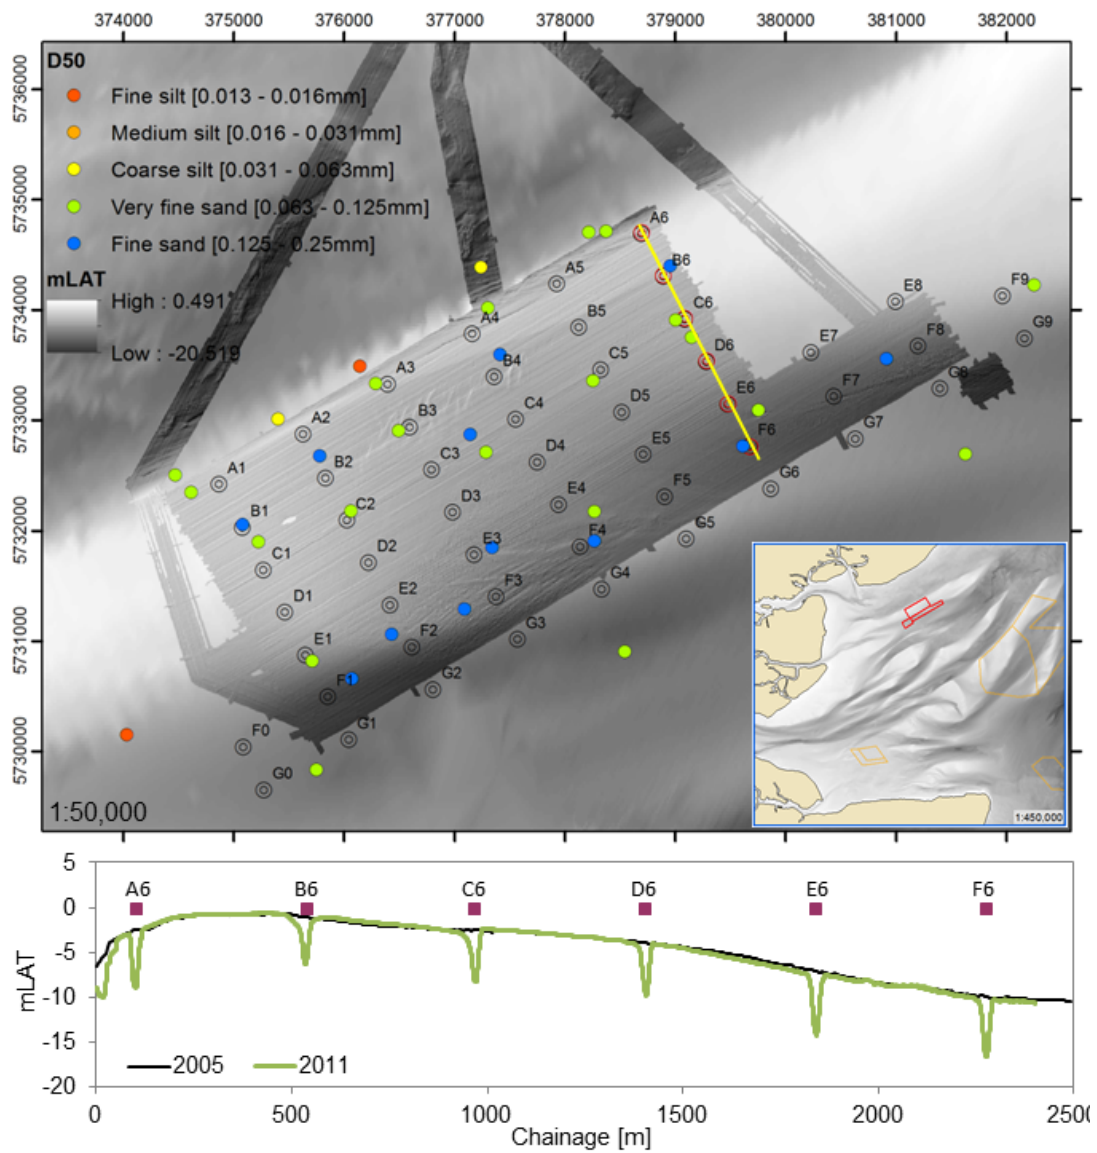 374000 375000 376000 377000 378000 379000 380000 381000 382000
5736000
5735000
5734000
5733000
5732000
5731000
5730000
D50
Fine silt [0.013 - 0.016mm]
Medium silt [0.016 - 0.031mm]
Coarse silt [0.031 - 0.063mm]
Very fine sand [0.063 - 0.125mm]
Fine sand [0.125 - 0.25mm]
mLAT
High : 0.491
Low : -20.519
A6
B6
A5
E8 F9
C6
B5
A4
F8 G9
D6
E7
B4 C5
A3
G8
E6
F7
D5
B3 C4
A2
F6
G7
C3 D4 E5
A1 B2
G6
F5
C2 D3 E4
B1
G5
E3 F4
C1 D2
G4
E2 F3
D1
G3
E1 F2
G2
F1
F0 G1
G0
1:50,000
1:450,000
5
0
-5
-10
-15
-20
mLAT
A6 B6 C6 D6 E6 F6
2005 2011
0 500 1000 1500 2000 2500
Chainage [m]